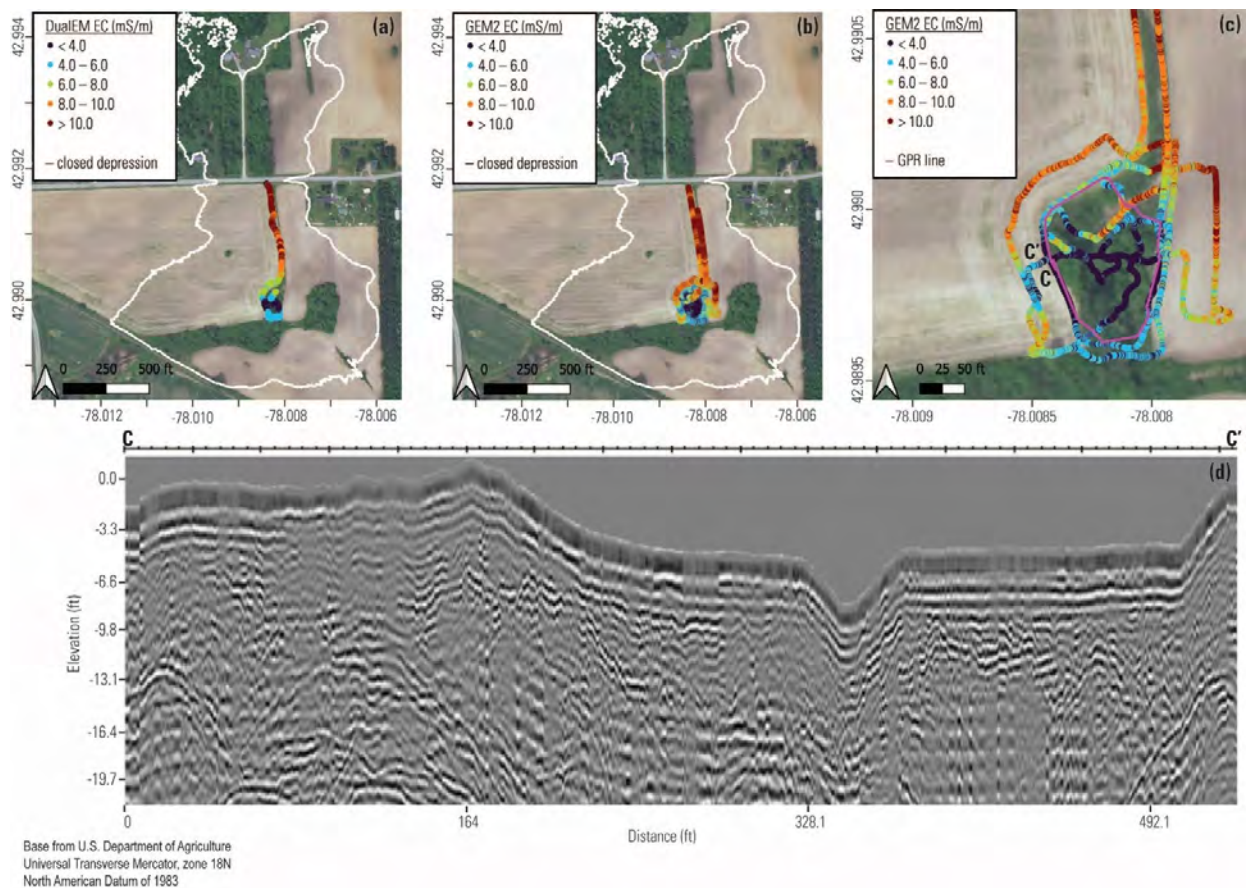 (a)
DualEM EC (mS/m)
< 4.0
4.0 – 6.0
6.0 – 8.0
8.0 – 10.0
> 10.0
closed depression
42.994
42.992
42.990
0 250 500 ft
-78.012 -78.010 -78.008 -78.006
(b)
GEM2 EC (mS/m)
< 4.0
4.0 – 6.0
6.0 – 8.0
8.0 – 10.0
> 10.0
closed depression
42.994
42.992
42.990
0 250 500 ft
-78.012 -78.010 -78.008 -78.006
(c)
GEM2 EC (mS/m)
< 4.0
4.0 – 6.0
6.0 – 8.0
8.0 – 10.0
> 10.0
GPR line
42.9905
42.990
42.9895
C'
C
0 25 50 ft
-78.009 -78.0085 -78.008
C C'
(d)
Elevation (ft)
0.0
-3.3
-6.6
-9.8
-13.1
-16.4
-19.7
0 164 328.1 492.1
Distance (ft)
Base from U.S. Department of Agriculture
Universal Transverse Mercator, zone 18N
North American Datum of 1983